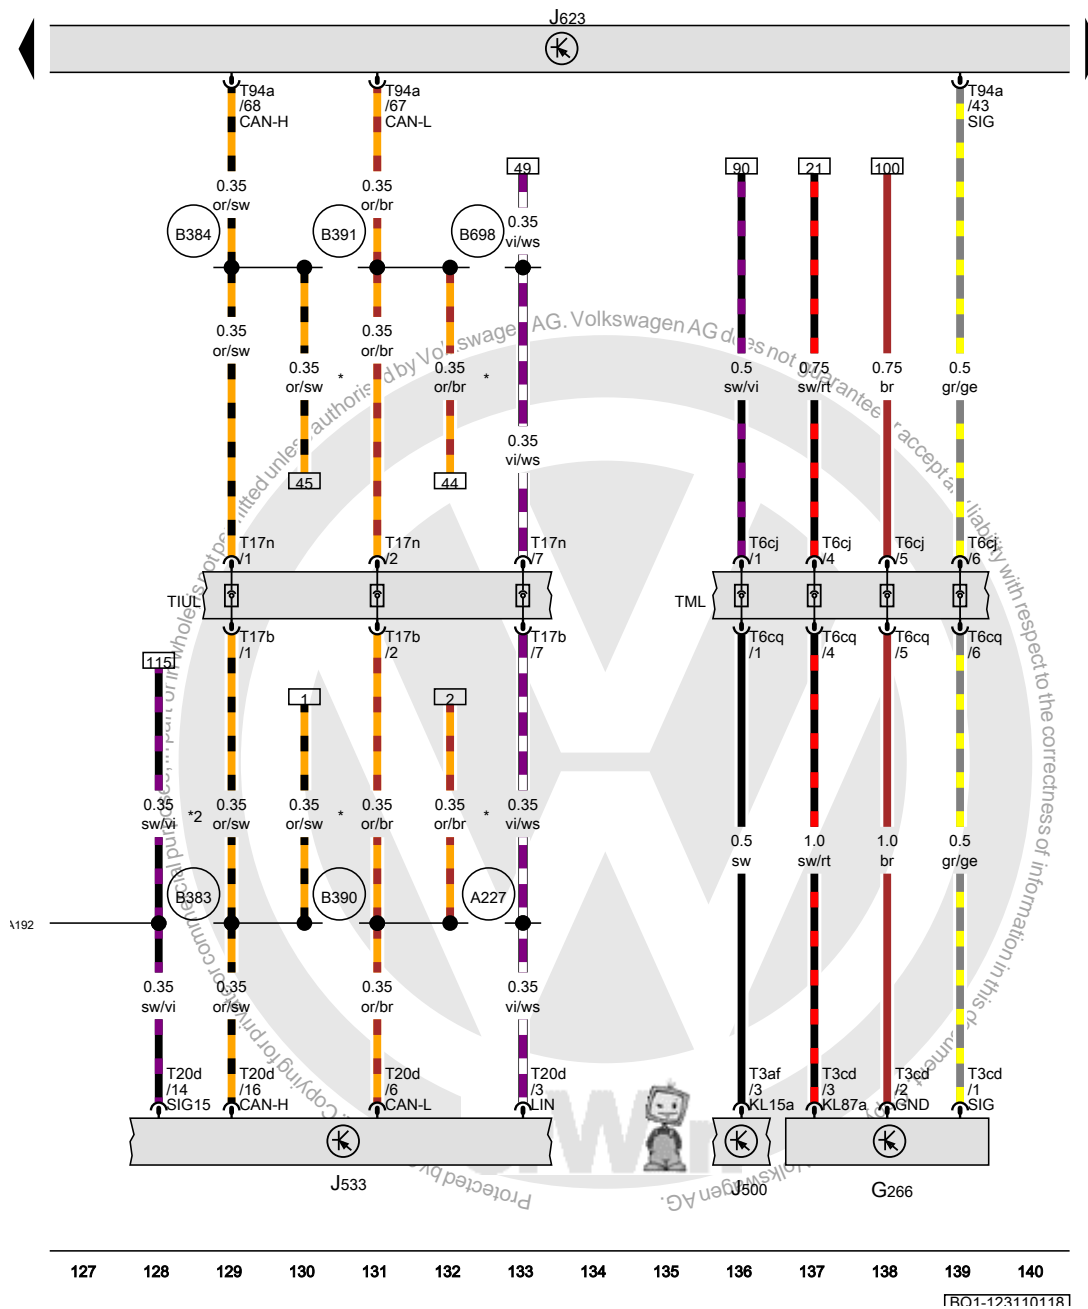 J623
T94a
/68
CAN-H
T94a
/67
CAN-L
T94a
/43
SIG
49
90
21
100
0.35
or/sw
0.35
or/br
0.35
vi/ws
B384
B391
B698
0.35
or/sw
0.35
or/br
0.35
or/sw
*
0.35
or/br
*
0.5
sw/vi
0.75
sw/rt
0.75
br
0.5
gr/ge
0.35
vi/ws
45
44
T17n
/1
T17n
/2
T17n
/7
T6cj
/1
T6cj
/4
T6cj
/5
T6cj
/6
TIUL
TML
T17b
/1
T17b
/2
T17b
/7
T6cq
/1
T6cq
/4
T6cq
/5
T6cq
/6
115
1
2
0.35
sw/vi
*2
0.35
or/sw
0.35
or/sw
*
0.35
or/br
0.35
or/br
*
0.35
vi/ws
0.5
sw
1.0
sw/rt
1.0
br
0.5
gr/ge
B383
B390
A227
A192
0.35
sw/vi
0.35
or/sw
0.35
or/br
0.35
vi/ws
T20d
/14
SIG15
T20d
/16
CAN-H
T20d
/6
CAN-L
T20d
/3
LIN
T3af
/3
KL15a
T3cd
/3
KL87a
T3cd
/2
GND
T3cd
/1
SIG
J533
J500
G266
127 128 129 130 131 132 133 134 135 136 137 138 139 140
BQ1-123110118